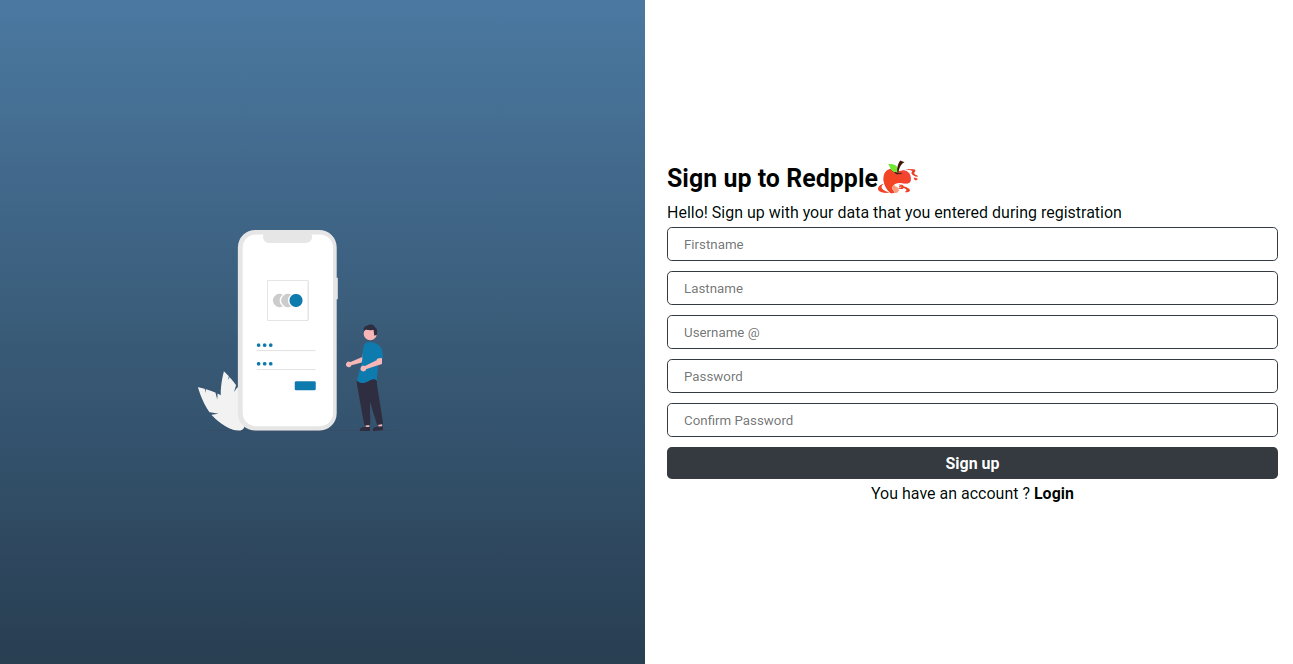 Sign up to Redpple
Hello! Sign up with your data that you entered during registration
Firstname
Lastname
Username @
Password
Confirm Password
Sign up
You have an account ? Login